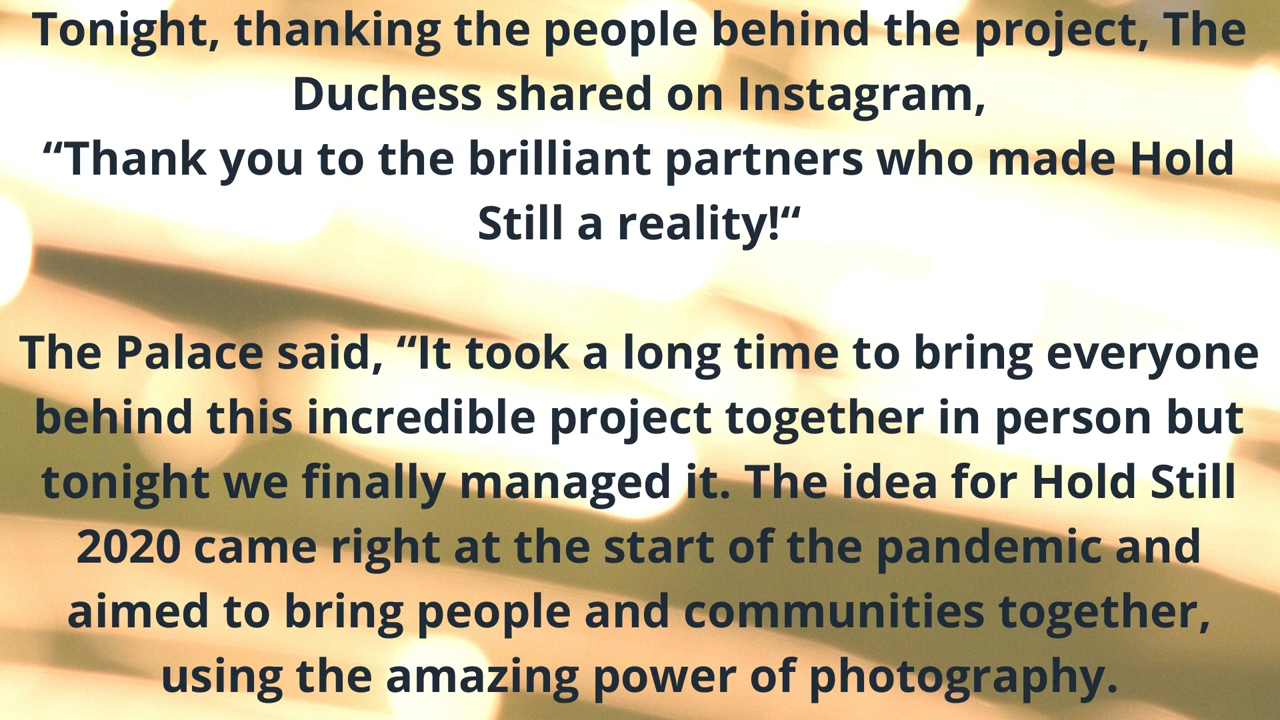 Tonight, thanking the people behind the project, The
Duchess shared on Instagram,
“Thank you to the brilliant partners who made Hold
Still a reality!“
The Palace said, “It took a long time to bring everyone
behind this incredible project together in person but
tonight we finally managed it. The idea for Hold Still
2020 came right at the start of the pandemic and
aimed to bring people and communities together,
using the amazing power of photography.